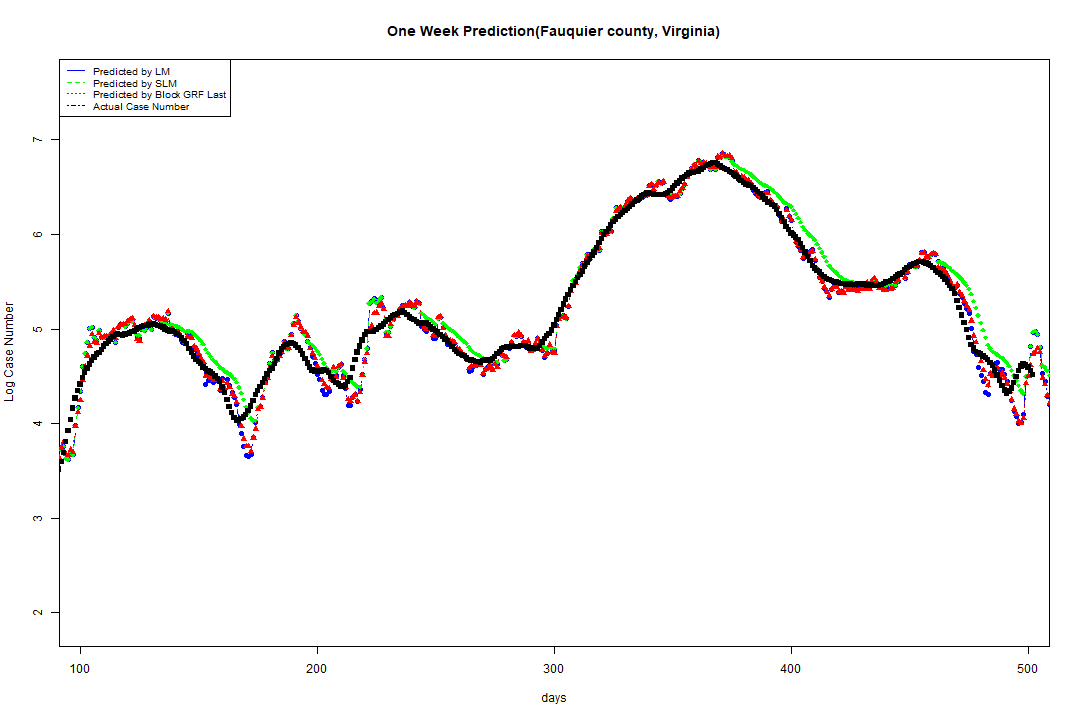 One Week Prediction(Fauquier county, Virginia)
Predicted by LM
Predicted by SLM
Predicted by Block GRF Last
Actual Case Number
7
6
5
4
3
2
Log Case Number
100 200 300 400 500
days